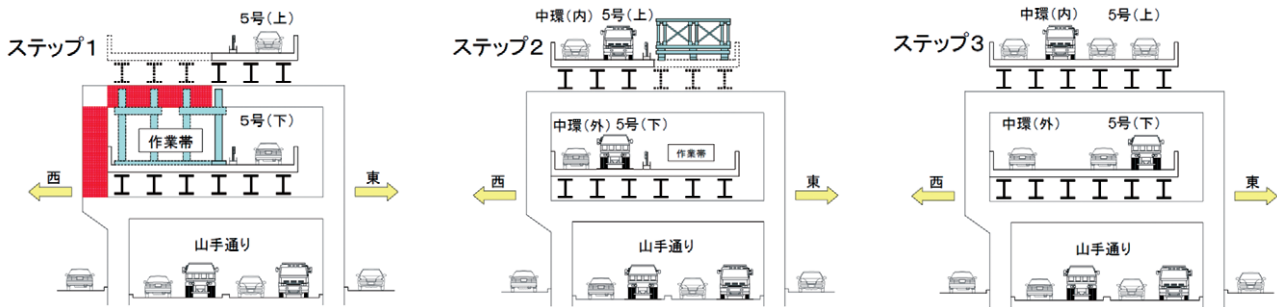 ステップ1
5号(上)
5号(下)
作業帯
西
東
山手通り
ステップ2
中環(内) 5号(上)
中環(外) 5号(下)
作業帯
西
東
山手通り
ステップ3
中環(内) 5号(上)
中環(外) 5号(下)
西
東
山手通り